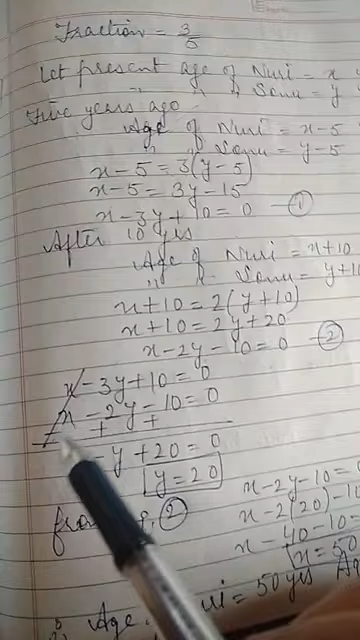 Fraction = 3/5
Let present age of Nuri = x
" " " Sonu = y
Five years ago
Age of Nuri = x-5
" " Sonu = y-5
x-5 = 3(y-5)
x-5 = 3y-15
x-3y+10=0 — ①
After 10 yrs
Age of Nuri = x+10
" " Sonu = y+10
x+10 = 2(y+10)
x+10 = 2y+20
x-2y-10=0 — ②
x-3y+10=0
x-2y-10=0
- + +
-y+20=0
y=20
from ②
x-2y-10=
x-2(20)-10=
x-40-10=
x=50
Age = 50 yrs